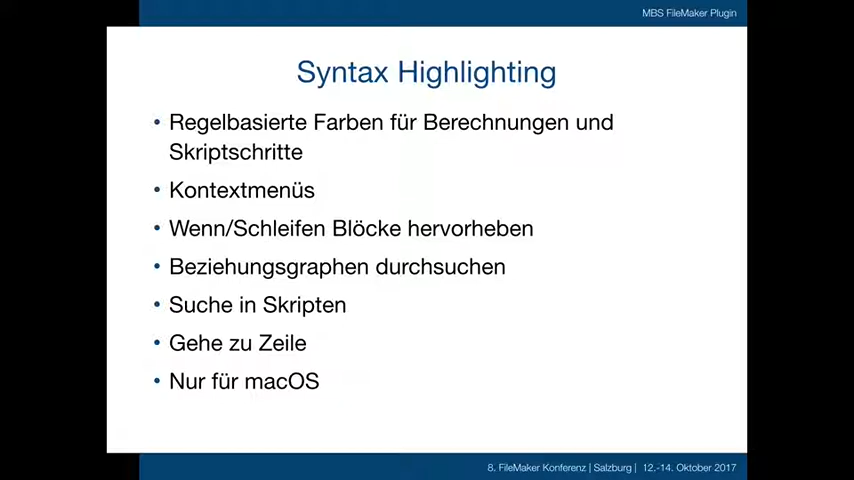 MBS FileMaker Plugin
Syntax Highlighting
• Regelbasierte Farben für Berechnungen und
Skriptschritte
• Kontextmenüs
• Wenn/Schleifen Blöcke hervorheben
• Beziehungsgraphen durchsuchen
• Suche in Skripten
• Gehe zu Zeile
• Nur für macOS
8. FileMaker Konferenz | Salzburg | 12.-14. Oktober 2017